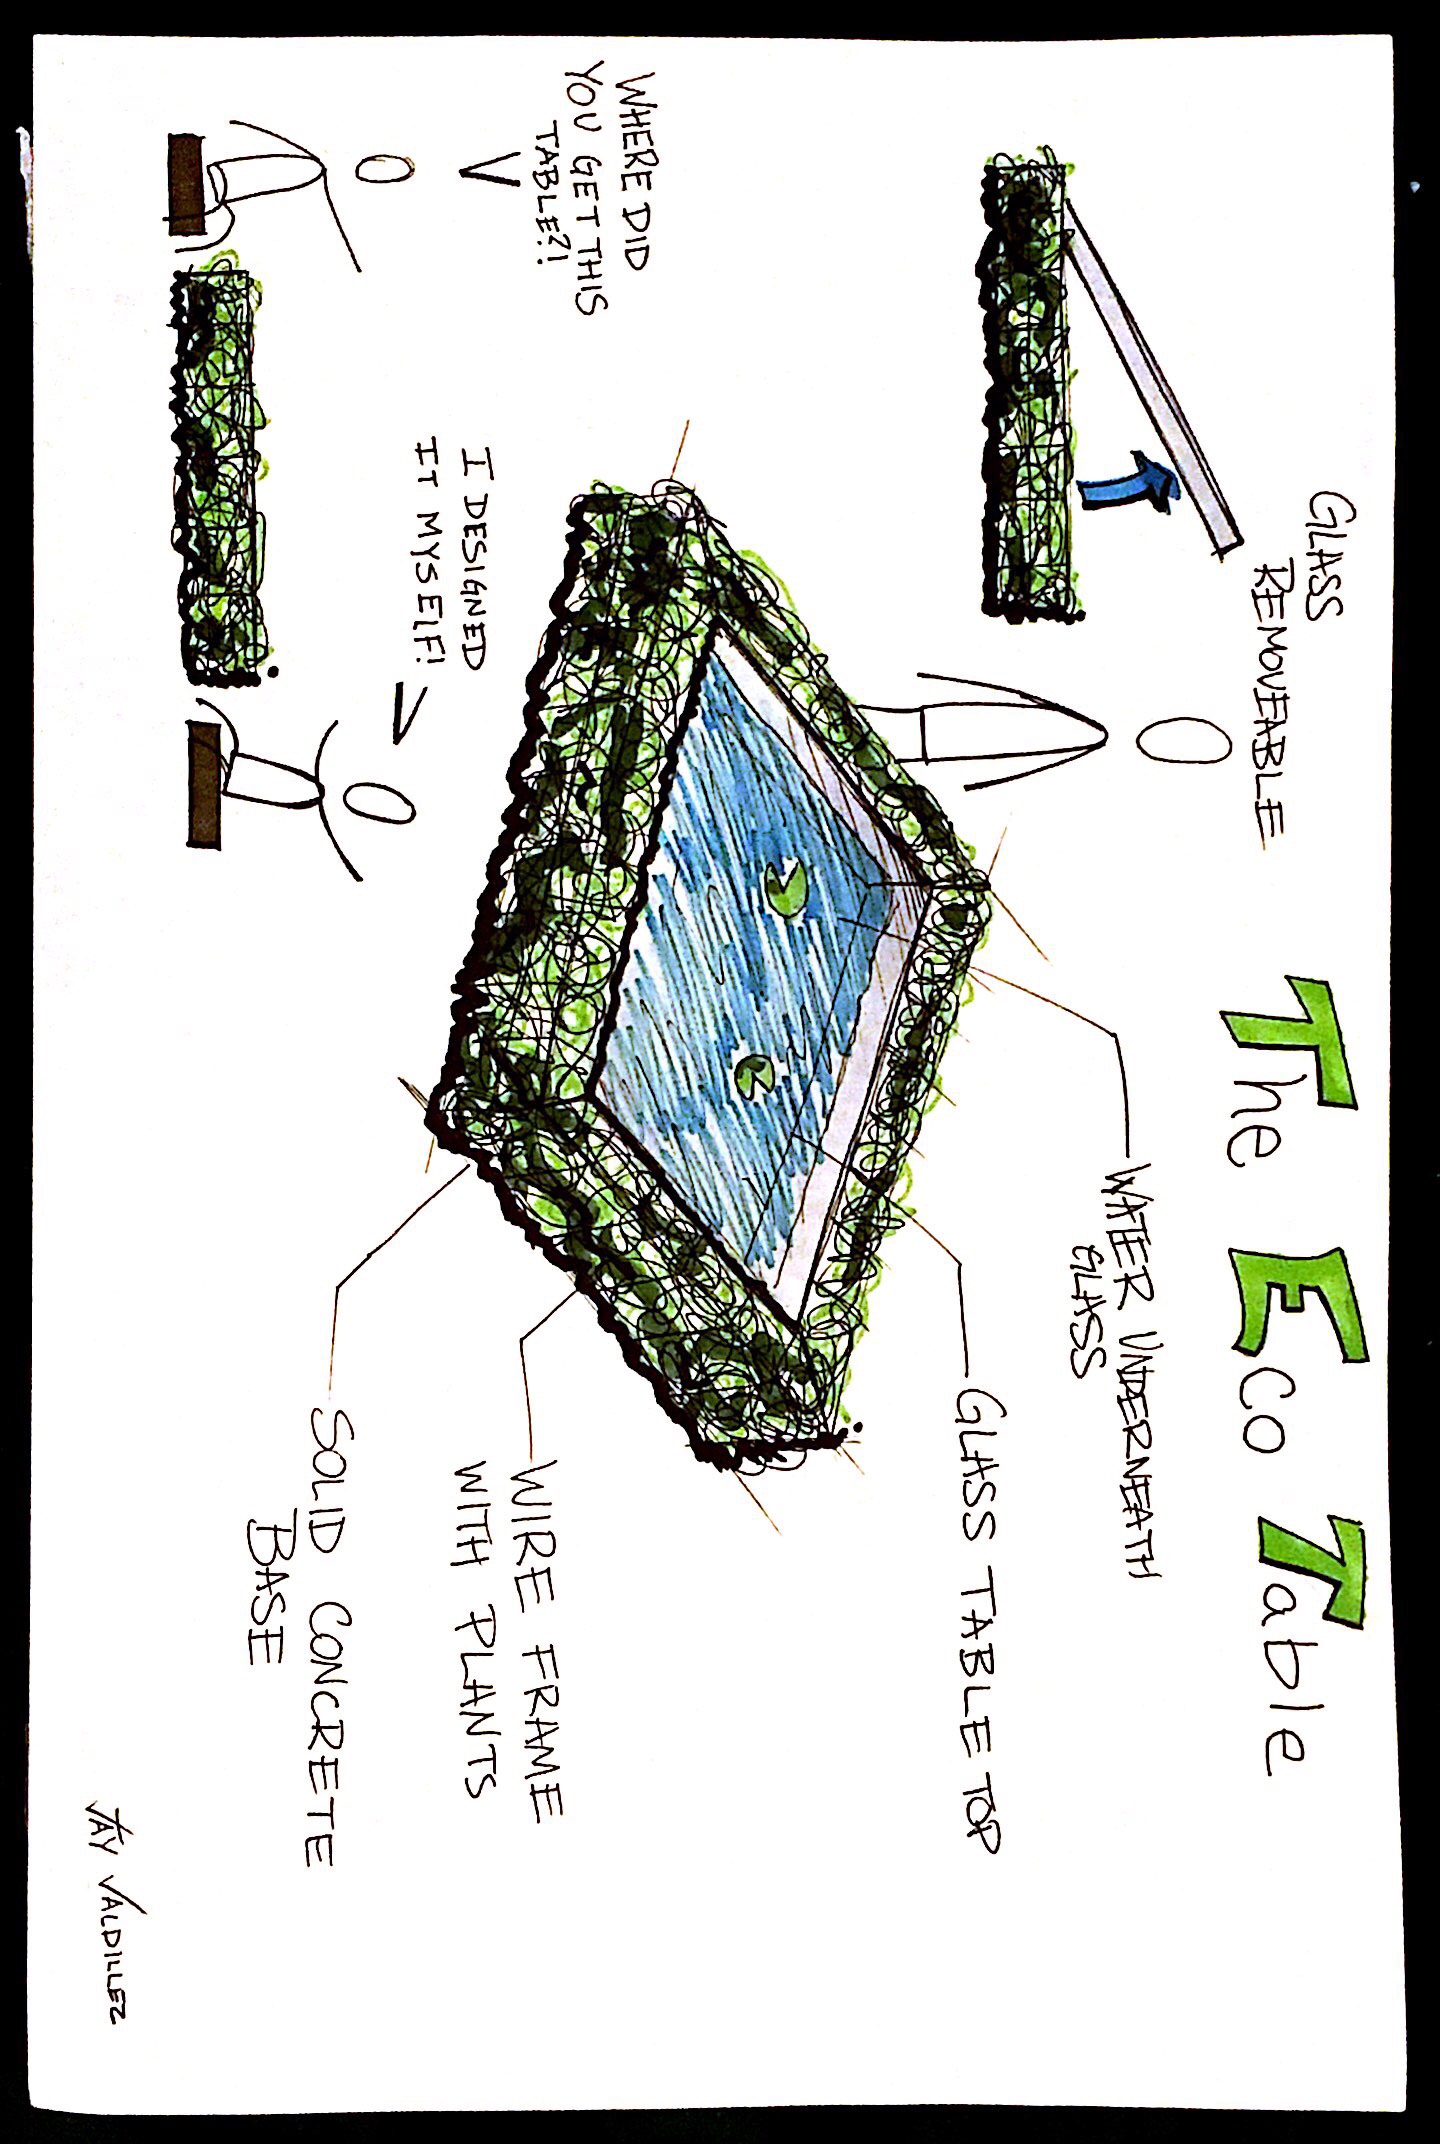 The Eco Table
GLASS
REMOVEABLE
WATER UNDERNEATH
GLASS
GLASS TABLE TOP
WHERE DID
YOU GET THIS
TABLE?!
I DESIGNED
IT MYSELF!
WIRE FRAME
WITH PLANTS
SOLID CONCRETE
BASE
JAY VALDILLEZ